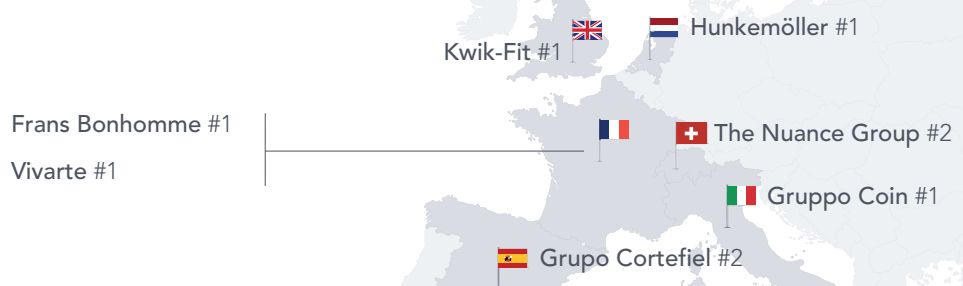 Hunkemöller #1
Kwik-Fit #1
Frans Bonhomme #1
The Nuance Group #2
Vivarte #1
Gruppo Coin #1
Grupo Cortefiel #2